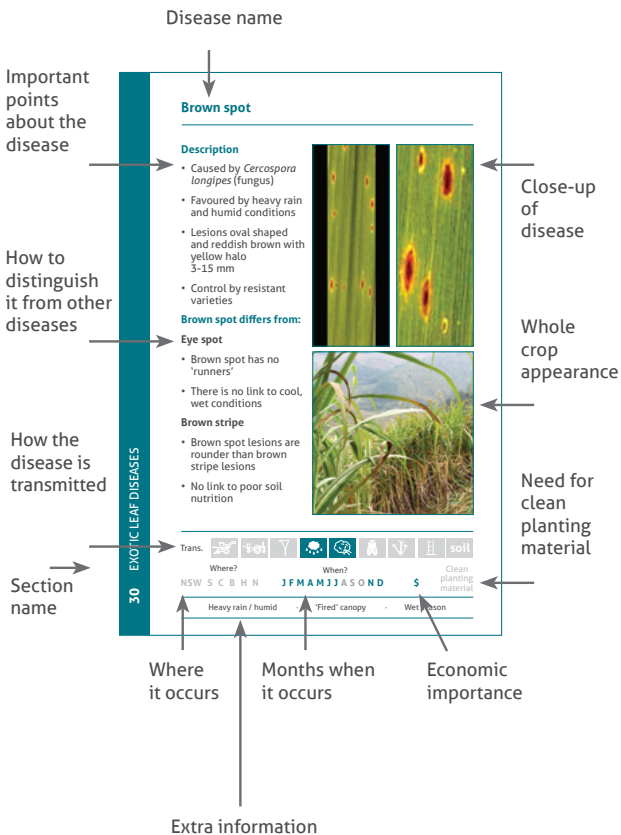 Disease name
Important
points
about the
disease
How to
distinguish
it from other
diseases
How the
disease is
transmitted
Section
name
30 EXOTIC LEAF DISEASES
Brown spot
Description
• Caused by Cercospora
longipes (fungus)
• Favoured by heavy rain
and humid conditions
• Lesions oval shaped
and reddish brown with
yellow halo
3-15 mm
• Control by resistant
varieties
Brown spot differs from:
Eye spot
• Brown spot has no
‘runners’
• There is no link to cool,
wet conditions
Brown stripe
• Brown spot lesions are
rounder than brown
stripe lesions
• No link to poor soil
nutrition
Trans.
soil
Where?
When?
NSW S C B H N
J F M A M J J A S O N D
$
Clean
planting
material
Heavy rain / humid · 'Fired' canopy · Wet season
Close-up
of
disease
Whole
crop
appearance
Need for
clean
planting
material
Where
it occurs
Months when
it occurs
Economic
importance
Extra information